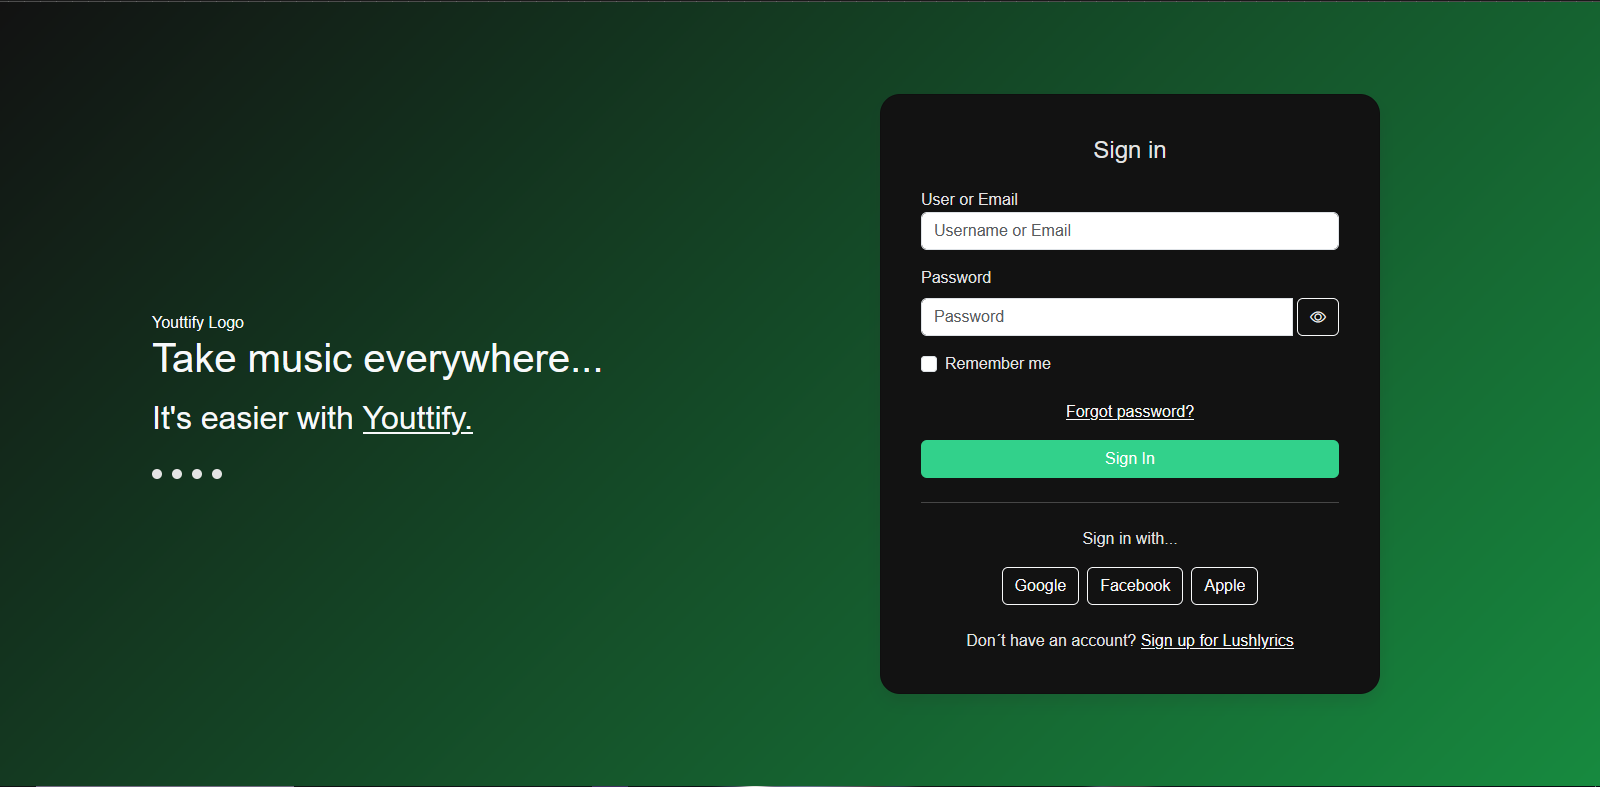 Youttify Logo
Take music everywhere...
It's easier with Youttify.
Sign in
User or Email
Username or Email
Password
Password
Remember me
Forgot password?
Sign In
Sign in with...
Google Facebook Apple
Don´t have an account? Sign up for Lushlyrics